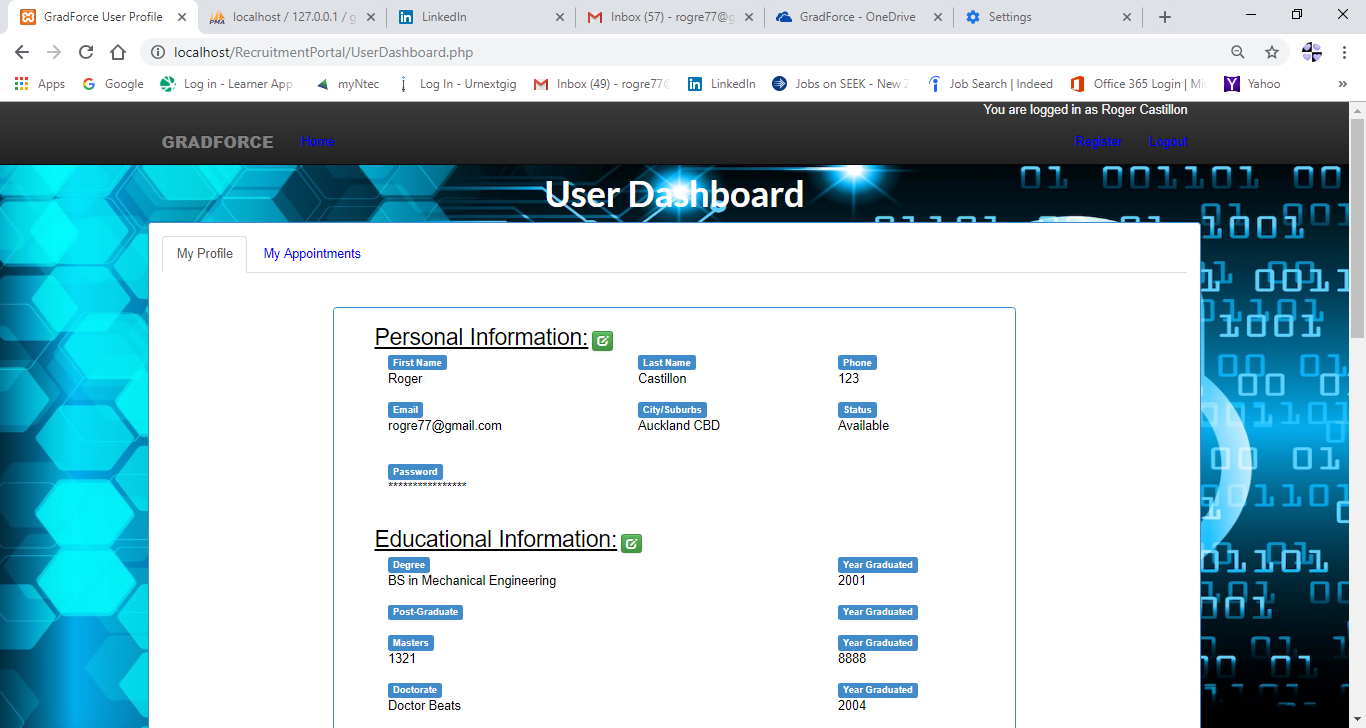 GradForce User Profile
localhost / 127.0.0.1 / g
LinkedIn
Inbox (57) - rogre77@g
GradForce - OneDrive
Settings
localhost/RecruitmentPortal/UserDashboard.php
Apps
Google
Log in - Learner App
myNtec
Log In - Urnextgig
Inbox (49) - rogre77@
LinkedIn
Jobs on SEEK - New Z
Job Search | Indeed
Office 365 Login | Mi
Yahoo
»
You are logged in as Roger Castillon
GRADFORCE Home Register Logout
User Dashboard
My Profile My Appointments
Personal Information:
First Name Last Name Phone
Roger Castillon 123
Email City/Suburbs Status
rogre77@gmail.com Auckland CBD Available
Password
****************
Educational Information:
Degree Year Graduated
BS in Mechanical Engineering 2001
Post-Graduate Year Graduated
Masters Year Graduated
1321 8888
Doctorate Year Graduated
Doctor Beats 2004